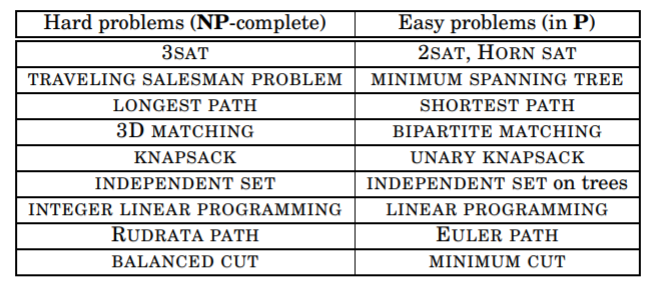 Hard problems (NP-complete) Easy problems (in P)
3SAT 2SAT, HORN SAT
TRAVELING SALESMAN PROBLEM MINIMUM SPANNING TREE
LONGEST PATH SHORTEST PATH
3D MATCHING BIPARTITE MATCHING
KNAPSACK UNARY KNAPSACK
INDEPENDENT SET INDEPENDENT SET on trees
INTEGER LINEAR PROGRAMMING LINEAR PROGRAMMING
RUDRATA PATH EULER PATH
BALANCED CUT MINIMUM CUT